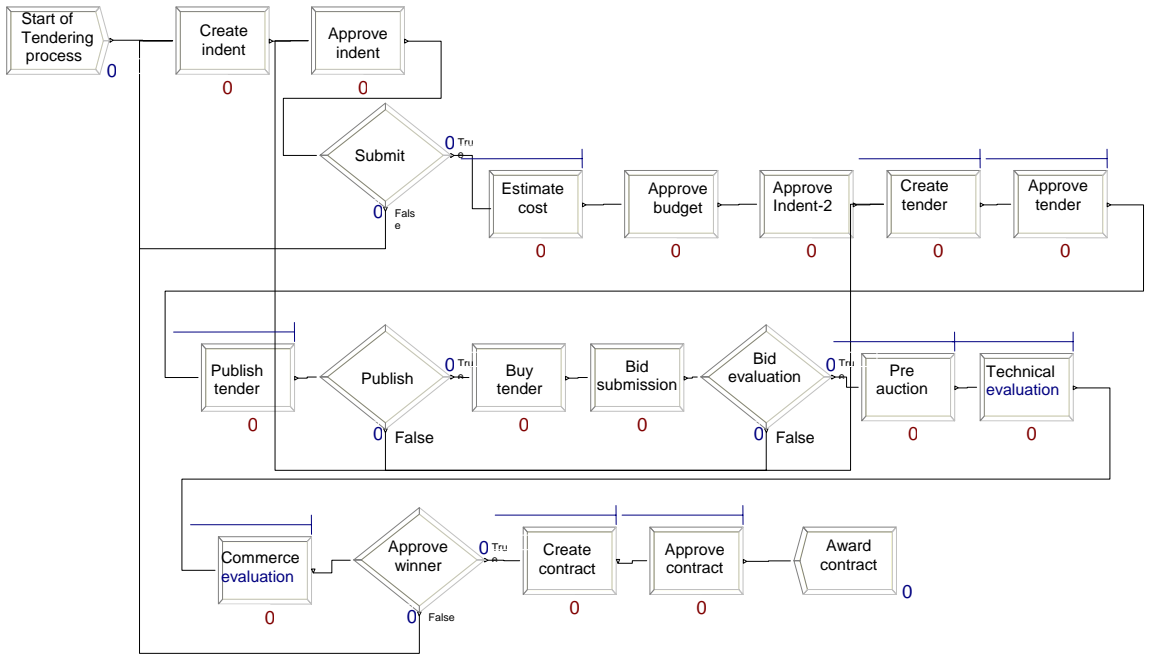 Start of
Tendering
process
0
Create
indent
0
Approve
indent
0
Submit
0
Tru
e
0
Fals
e
Estimate
cost
0
Approve
budget
0
Approve
Indent-2
0
Create
tender
0
Approve
tender
0
Publish
tender
0
Publish
0
Tru
e
0
False
Buy
tender
0
Bid
submission
0
Bid
evaluation
0
Tru
e
0
False
Pre
auction
0
Technical
evaluation
0
Commerce
evaluation
0
Approve
winner
0
Tru
e
0
False
Create
contract
0
Approve
contract
0
Award
contract
0